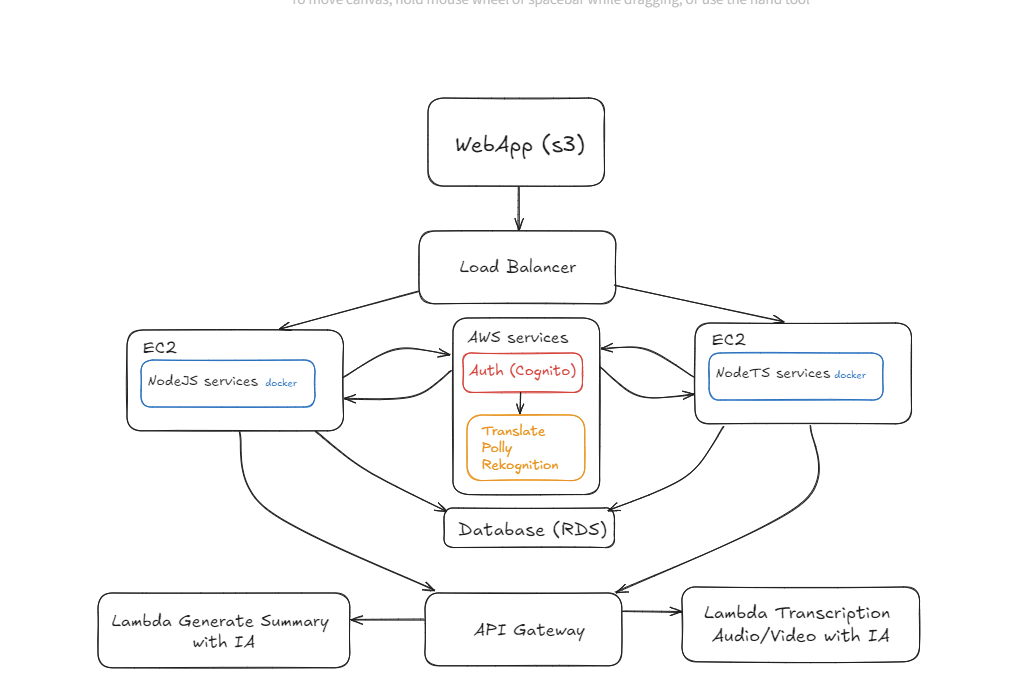 To move canvas, hold mouse wheel or spacebar while dragging, or use the hand tool
WebApp (s3)
Load Balancer
EC2
NodeJS services docker
AWS services
Auth (Cognito)
Translate
Polly
Rekognition
EC2
NodeTS services docker
Database (RDS)
Lambda Generate Summary
with IA
API Gateway
Lambda Transcription
Audio/Video with IA